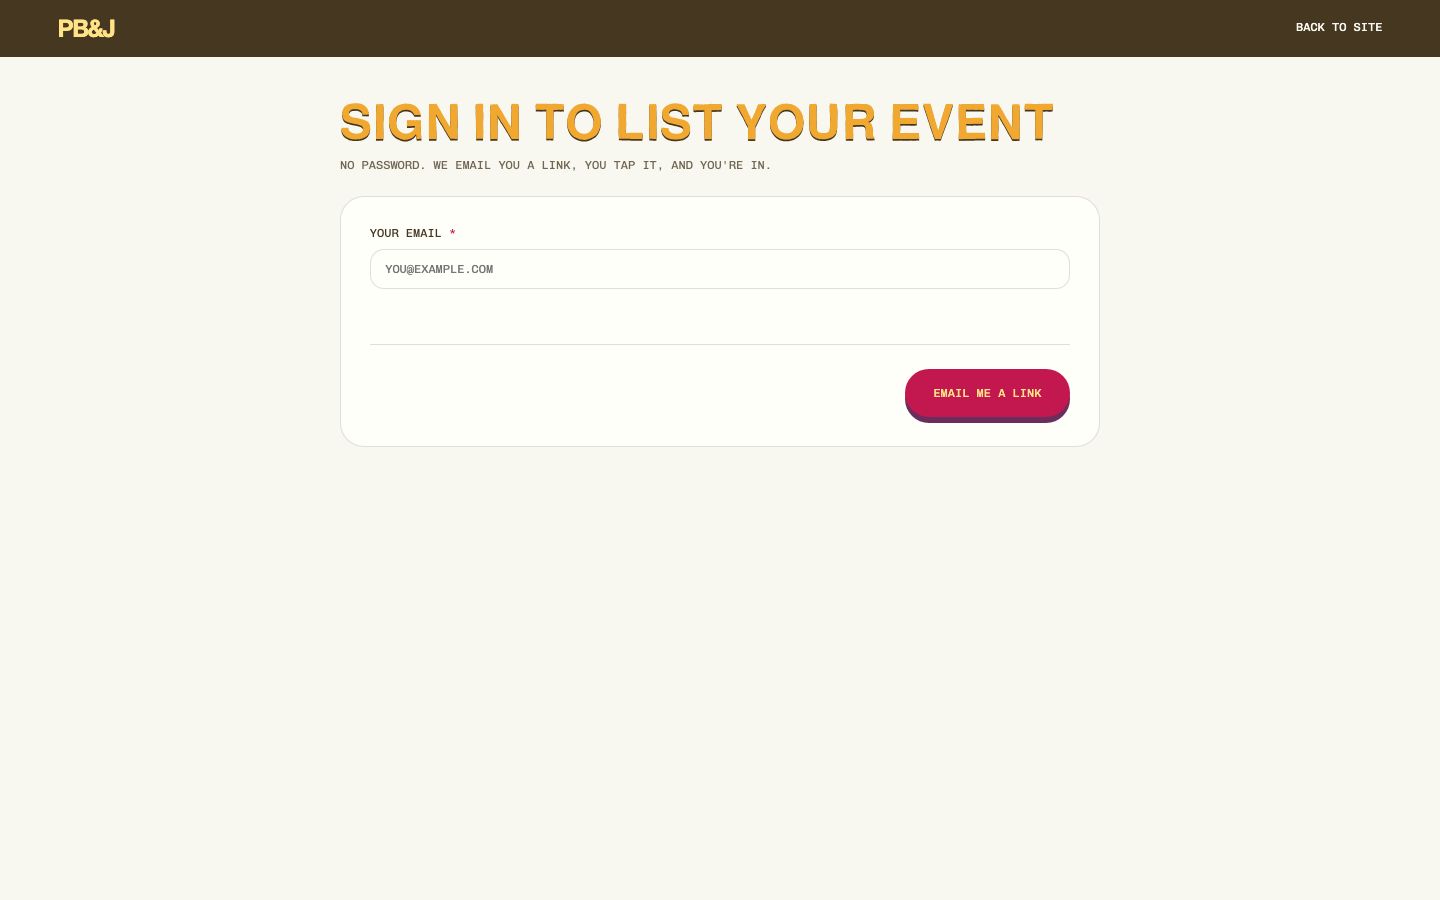 PB&J
BACK TO SITE
SIGN IN TO LIST YOUR EVENT
NO PASSWORD. WE EMAIL YOU A LINK, YOU TAP IT, AND YOU'RE IN.
YOUR EMAIL *
YOU@EXAMPLE.COM
EMAIL ME A LINK